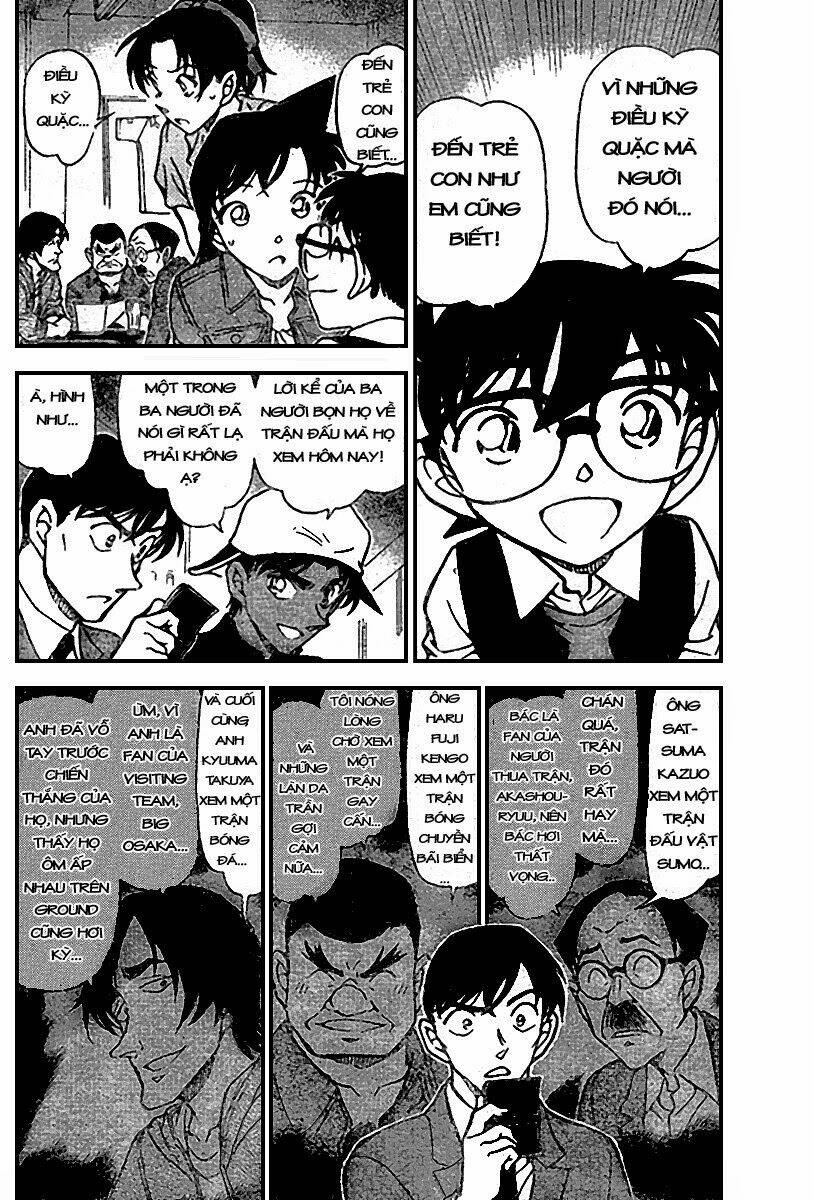 VÌ NHỮNG
ĐIỀU KỲ
QUẶC MÀ
NGƯỜI
ĐÓ NÓI...
ĐẾN TRẺ
CON NHƯ
EM CŨNG
BIẾT!
ĐẾN
TRẺ
CON
CŨNG
BIẾT...
ĐIỀU
KỲ
QUẶC...
LỜI KỂ CỦA BA
NGƯỜI BỌN HỌ VỀ
TRẬN ĐẤU MÀ HỌ
XEM HÔM NAY!
MỘT TRONG
BA NGƯỜI ĐÃ
NÓI GÌ RẤT LẠ
PHẢI KHÔNG
Ạ?
À, HÌNH
NHƯ...
ÔNG
SAT-
SUMA
KAZUO
XEM MỘT
TRẬN
ĐẤU VẬT
SUMO...
CHÁN
QUÁ,
TRẬN
ĐÓ
RẤT
HAY
MÀ...
BÁC LÀ
FAN CỦA
NGƯỜI
THUA TRẬN,
AKASHOU-
RYUU, NÊN
BÁC HƠI
THẤT
VỌNG...
ÔNG
HARU
FUJI
KENGO
XEM MỘT
TRẬN
BÓNG
CHUYỀN
BÃI BIỂN
...
TÔI NÓNG
LÒNG
CHỜ XEM
MỘT
TRẬN
GAY
CẤN...
VÀ
NHỮNG
LÀN DA
TRẦN
GỢI
CẢM
NỮA...
VÀ CUỐI
CÙNG
ANH
KYUUMA
TAKUYA
XEM MỘT
TRẬN
BÓNG
ĐÁ...
ỪM, VÌ
ANH LÀ
FAN CỦA
VISITING
TEAM,
BIG
OSAKA...
ANH ĐÃ VỖ
TAY TRƯỚC
CHIẾN
THẮNG CỦA
HỌ, NHƯNG
THẤY HỌ
ÔM ẤP
NHAU TRÊN
GROUND
CŨNG HƠI
KỲ...